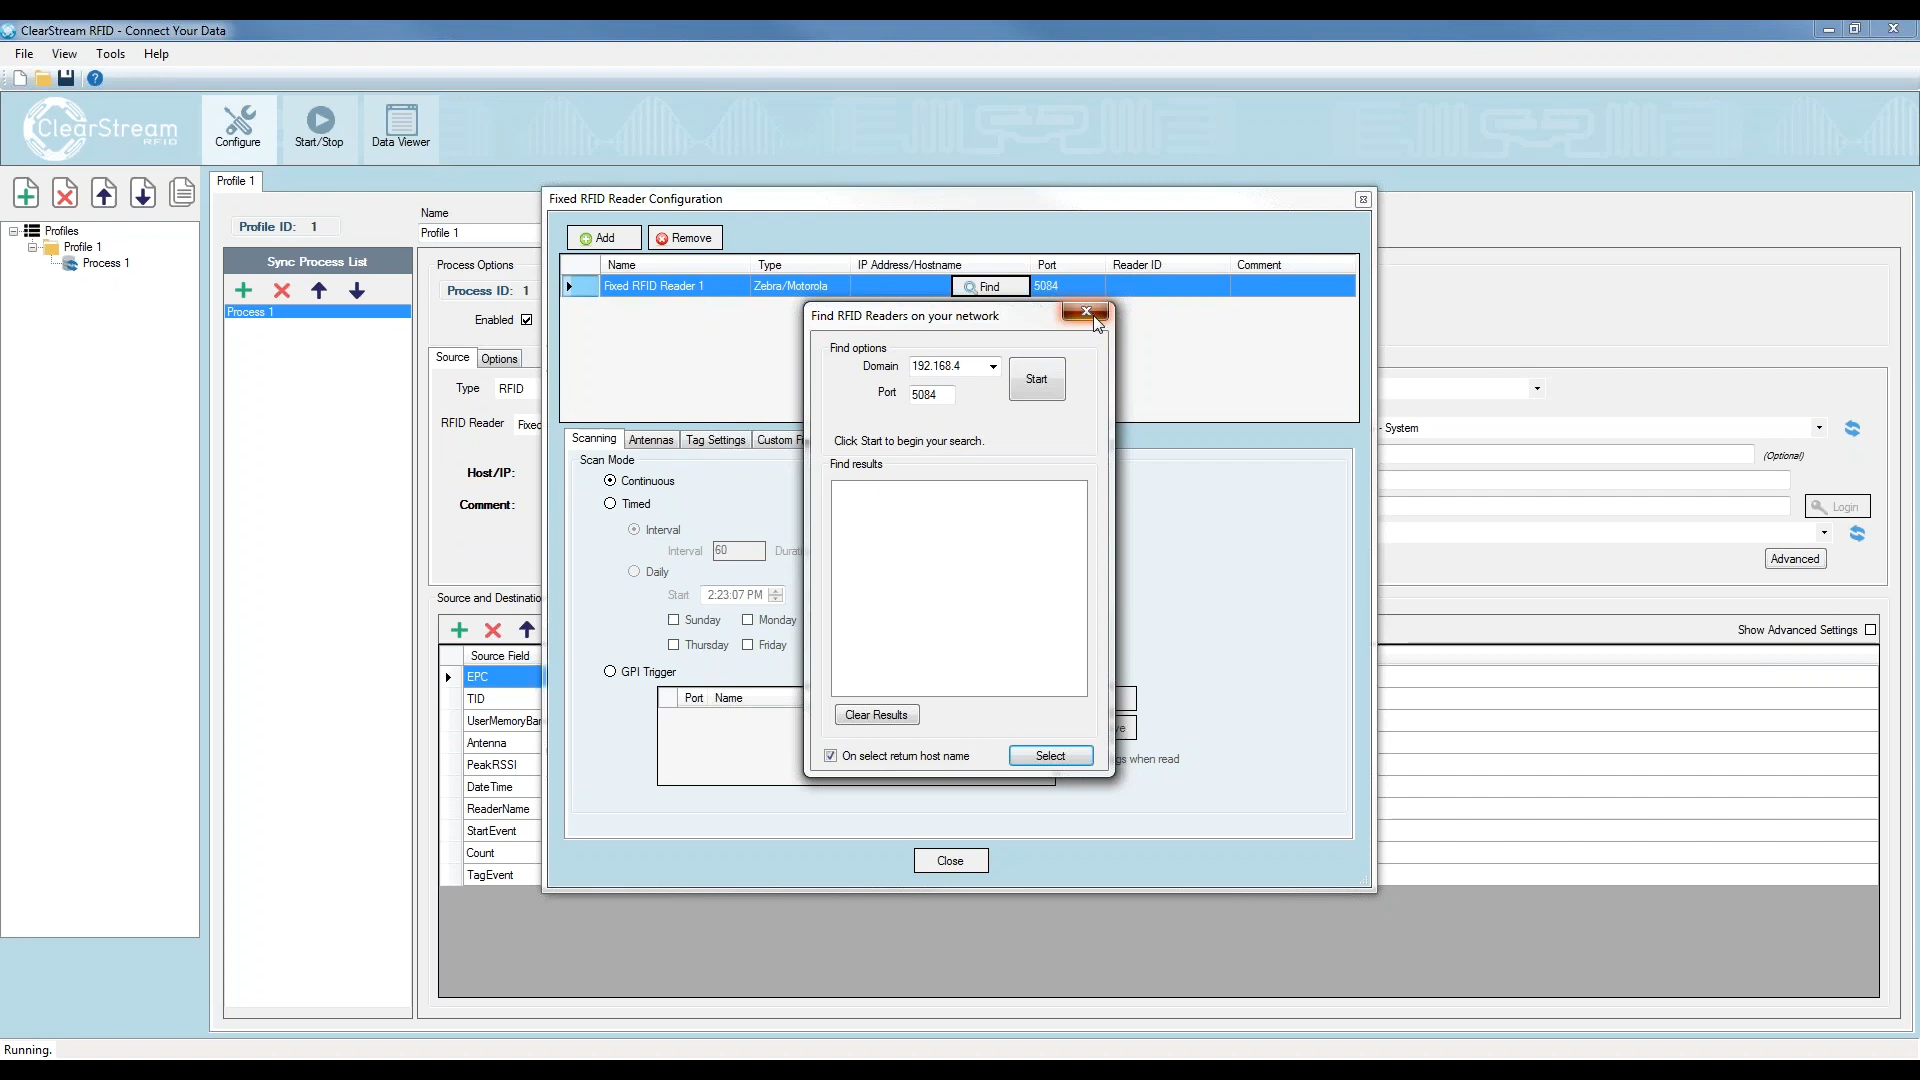 ClearStream RFID - Connect Your Data
File View Tools Help
ClearStream
RFID
Configure
Start/Stop
Data Viewer
Profiles
Profile 1
Process 1
Profile 1
Profile ID: 1
Name
Profile 1
Sync Process List
Process 1
Process Options
Process ID: 1
Enabled
Source Options
Type RFID
RFID Reader Fixed
Host/IP:
Comment:
- System
(Optional)
Login
Advanced
Source and Destinatio
Show Advanced Settings
Source Field
EPC
TID
UserMemoryBan
Antenna
PeakRSSI
DateTime
ReaderName
StartEvent
Count
TagEvent
Fixed RFID Reader Configuration
Add Remove
Name Type IP Address/Hostname Port Reader ID Comment
Fixed RFID Reader 1 Zebra/Motorola Find 5084
Scanning Antennas Tag Settings Custom F
Scan Mode
Continuous
Timed
Interval
Interval 60 Durati
Daily
Start 2:23:07 PM
Sunday Monday
Thursday Friday
GPI Trigger
Port Name
ve
gs when read
Close
Find RFID Readers on your network
Find options
Domain 192.168.4
Port 5084
Start
Click Start to begin your search.
Find results
Clear Results
On select return host name
Select
Running.